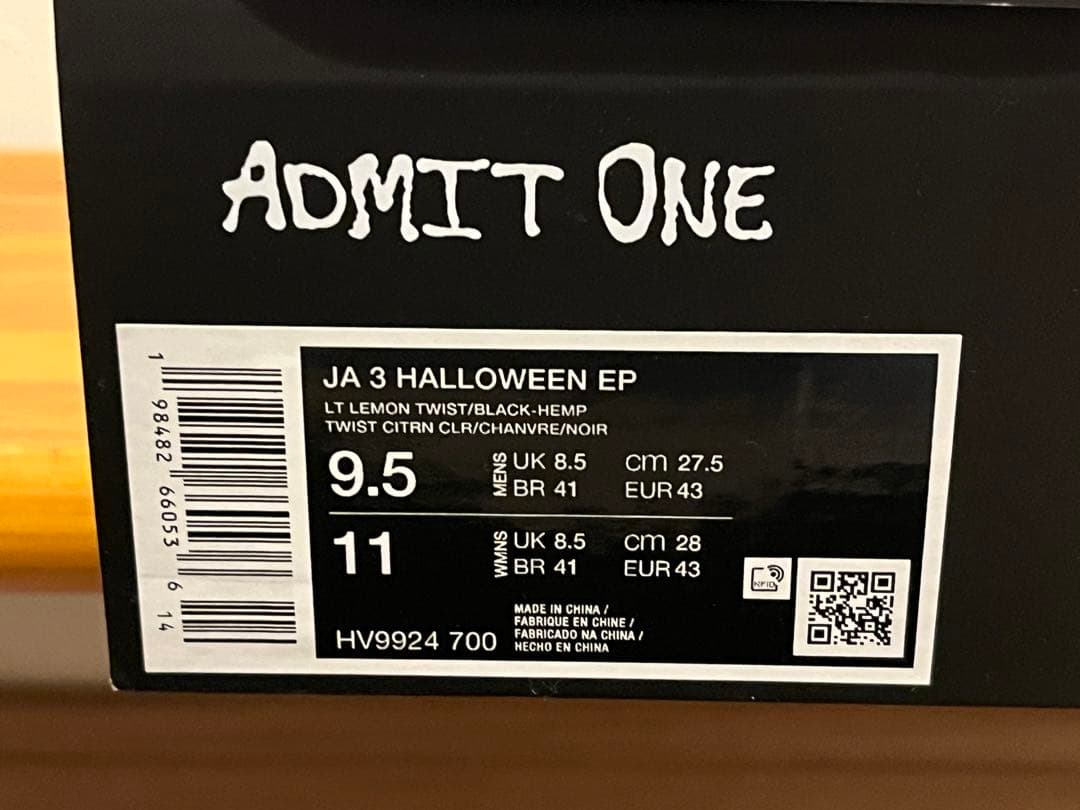 ADMIT ONE
1 98482 66053 6 14
JA 3 HALLOWEEN EP
LT LEMON TWIST/BLACK-HEMP
TWIST CITRN CLR/CHANVRE/NOIR
9.5 MENS UK 8.5 cm 27.5
BR 41 EUR 43
11 WMNS UK 8.5 cm 28
BR 41 EUR 43
HV9924 700
MADE IN CHINA /
FABRIQUE EN CHINE /
FABRICADO NA CHINA /
HECHO EN CHINA
RFID